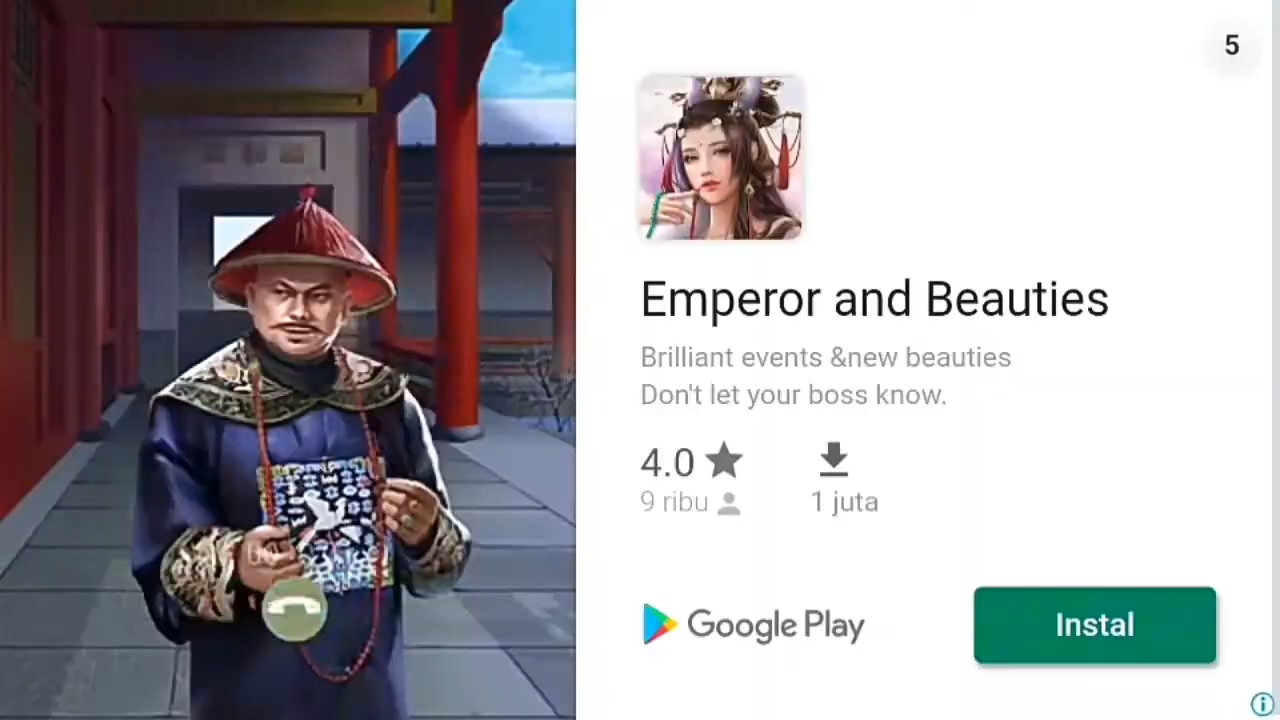 5
Emperor and Beauties
Brilliant events &new beauties
Don't let your boss know.
4.0
9 ribu
1 juta
Google Play
Instal